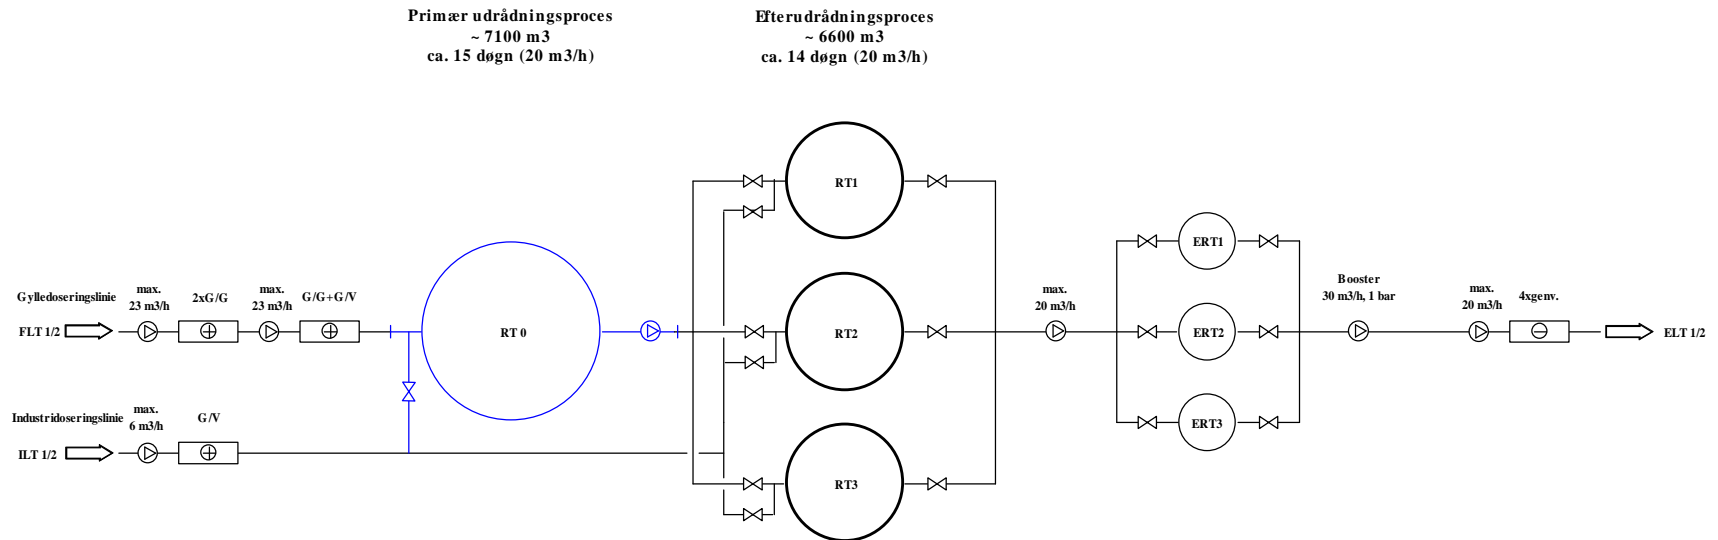 Primær udrådningsproces
~ 7100 m3
ca. 15 døgn (20 m3/h)
Efterudrådningsproces
~ 6600 m3
ca. 14 døgn (20 m3/h)
Gylledoseringslinie
FLT 1/2
max.
23 m3/h
2xG/G
max.
23 m3/h
G/G+G/V
RT 0
Industridoseringslinie
ILT 1/2
max.
6 m3/h
G/V
RT1
RT2
RT3
max.
20 m3/h
ERT1
ERT2
ERT3
Booster
30 m3/h, 1 bar
max.
20 m3/h
4xgenv.
ELT 1/2